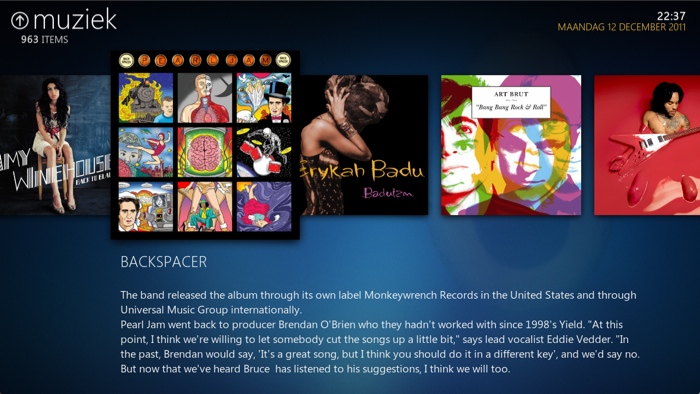 muziek
963 ITEMS
22:37
MAANDAG 12 DECEMBER 2011
AMY
WINEHOUSE
BACK TO BLACK
PEARL JAM
Erykah Badu
Baduizm
ART BRUT
"Bang Bang Rock & Roll"
BACKSPACER
The band released the album through its own label Monkeywrench Records in the United States and through
Universal Music Group internationally.
Pearl Jam went back to producer Brendan O'Brien who they hadn't worked with since 1998's Yield. "At this
point, I think we're willing to let somebody cut the songs up a little bit," says lead vocalist Eddie Vedder. "In
the past, Brendan would say, 'It's a great song, but I think you should do it in a different key', and we'd say no.
But now that we've heard Bruce has listened to his suggestions, I think we will too.